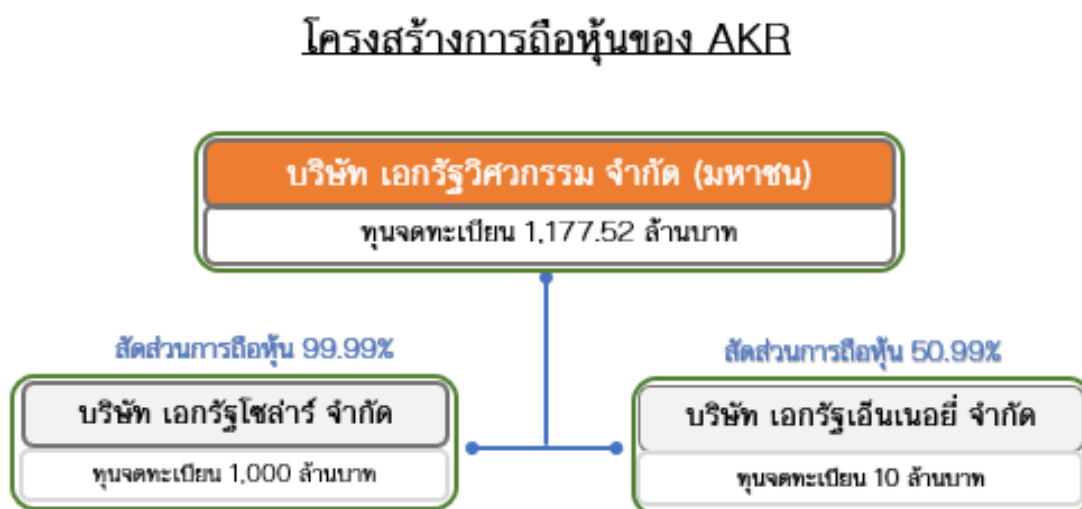 โครงสร้างการถือหุ้นของ AKR
บริษัท เอกรัฐวิศวกรรม จำกัด (มหาชน)
ทุนจดทะเบียน 1,177.52 ล้านบาท
สัดส่วนการถือหุ้น 99.99%
บริษัท เอกรัฐโซล่าร์ จำกัด
ทุนจดทะเบียน 1,000 ล้านบาท
สัดส่วนการถือหุ้น 50.99%
บริษัท เอกรัฐเอ็นเนอยี่ จำกัด
ทุนจดทะเบียน 10 ล้านบาท